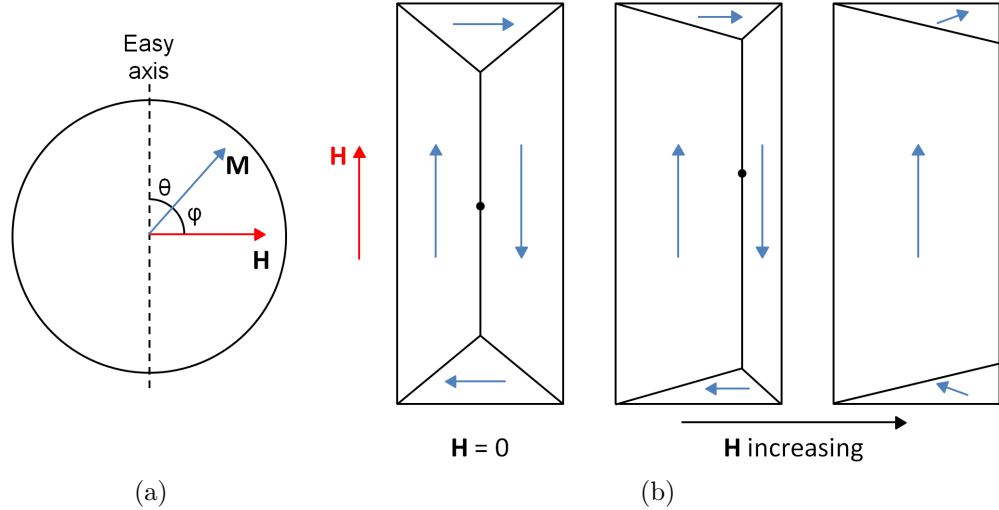 Easy
axis
M
θ
φ
H
H
H = 0
H increasing
(a)
(b)